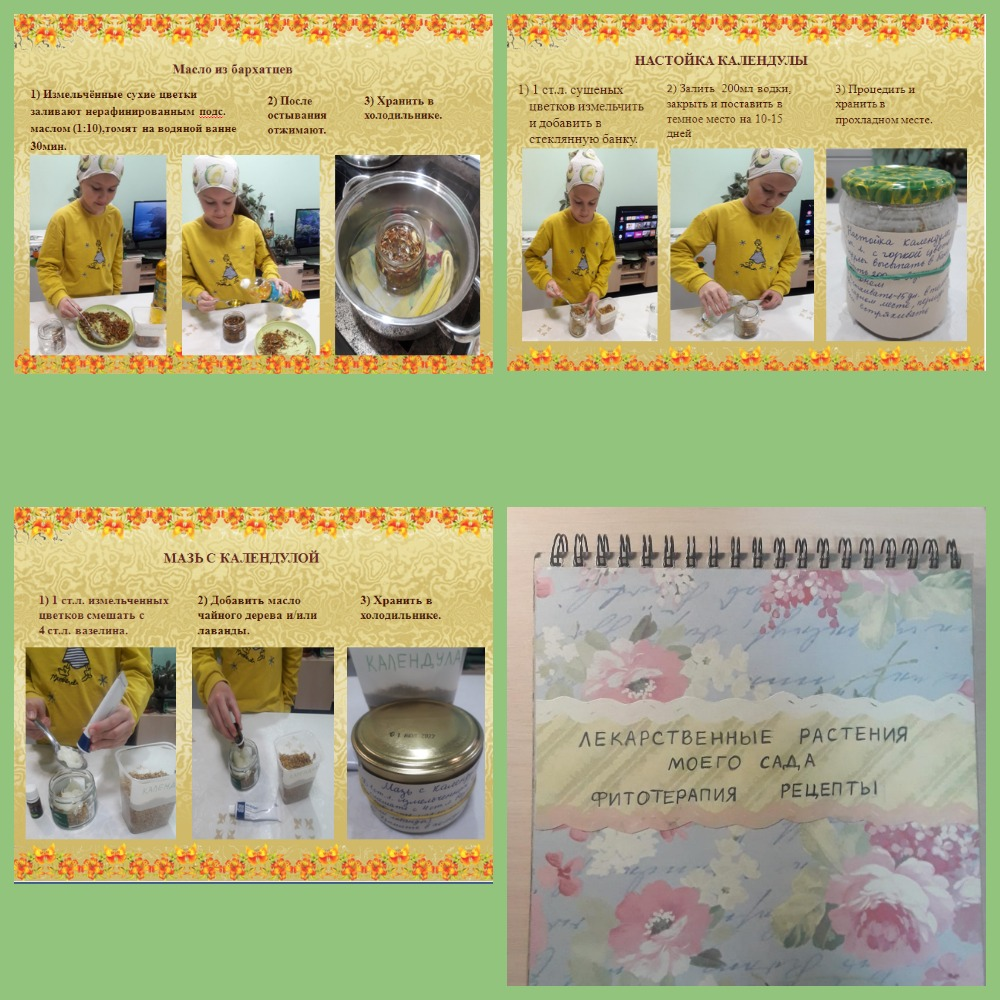 Масло из бархатцев
1) Измельчённые сухие цветки
заливают нерафинированным подс.
маслом (1:10),томят на водяной ванне
30мин.
2) После
остывания
отжимают.
3) Хранить в
холодильнике.
НАСТОЙКА КАЛЕНДУЛЫ
1) 1 ст.л. сушеных
цветков измельчить
и добавить в
стеклянную банку.
2) Залить 200мл водки,
закрыть и поставить в
темное место на 10-15
дней
3) Процедить и
хранить в
прохладном месте.
Настойка календулы
МАЗЬ С КАЛЕНДУЛОЙ
1) 1 ст.л. измельченных
цветков смешать с
4 ст.л. вазелина.
2) Добавить масло
чайного дерева и/или
лаванды.
3) Хранить в
холодильнике.
КАЛЕНДУЛА
Мазь с
ЛЕКАРСТВЕННЫЕ РАСТЕНИЯ
МОЕГО САДА
ФИТОТЕРАПИЯ РЕЦЕПТЫ